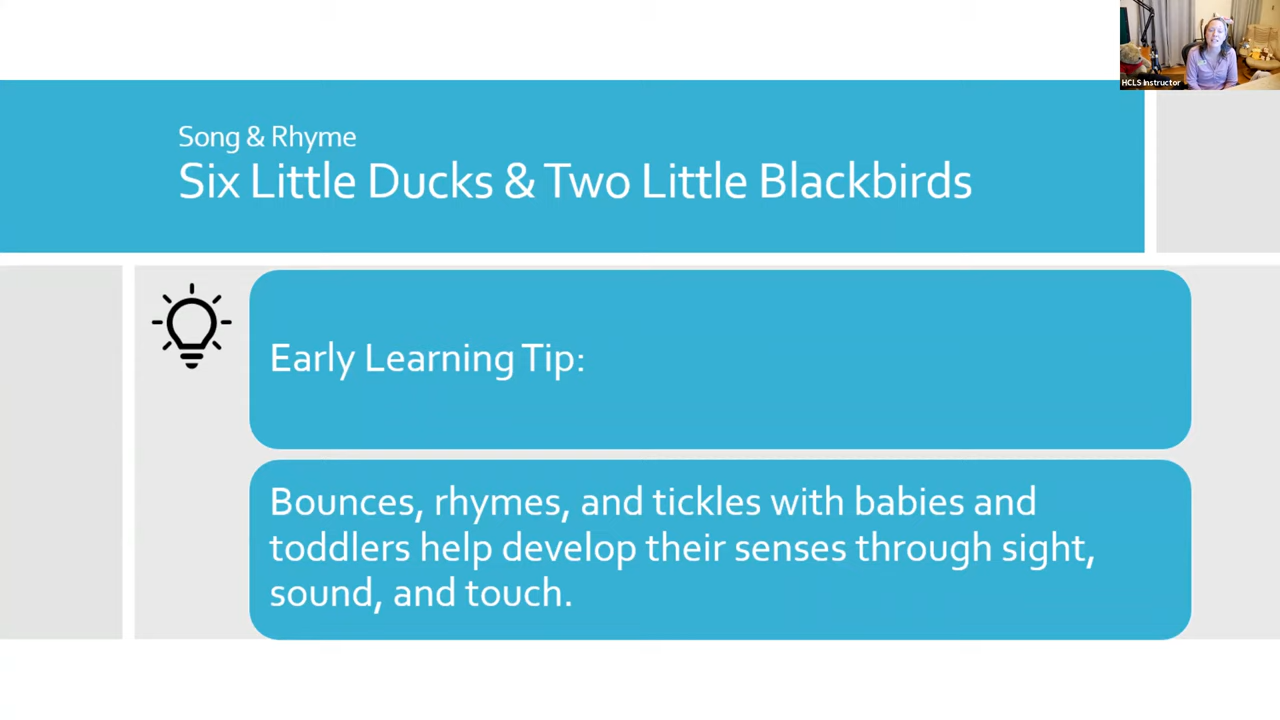 HCLS Instructor
Song & Rhyme
Six Little Ducks & Two Little Blackbirds
Early Learning Tip:
Bounces, rhymes, and tickles with babies and
toddlers help develop their senses through sight,
sound, and touch.